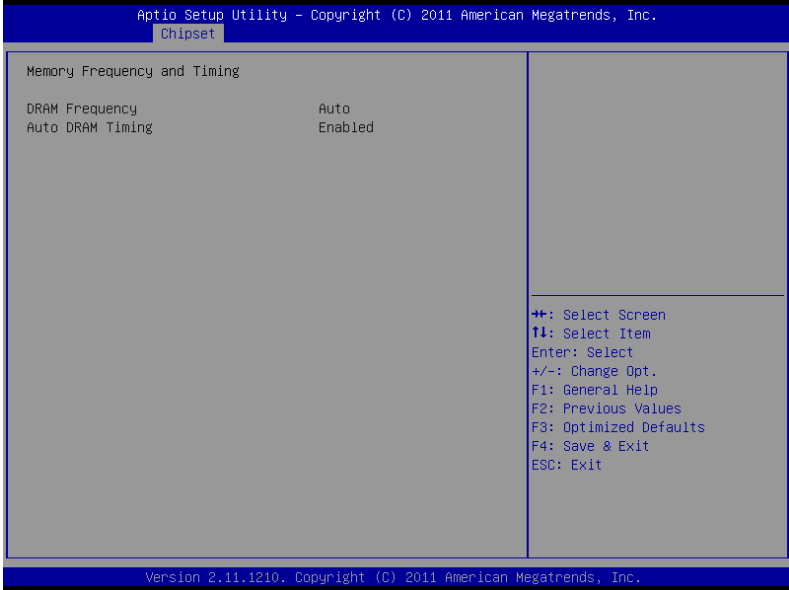 Aptio Setup Utility – Copyright (C) 2011 American Megatrends, Inc.
Chipset
Memory Frequency and Timing
DRAM Frequency Auto
Auto DRAM Timing Enabled
→←: Select Screen
↑↓: Select Item
Enter: Select
+/-: Change Opt.
F1: General Help
F2: Previous Values
F3: Optimized Defaults
F4: Save & Exit
ESC: Exit
Version 2.11.1210. Copyright (C) 2011 American Megatrends, Inc.